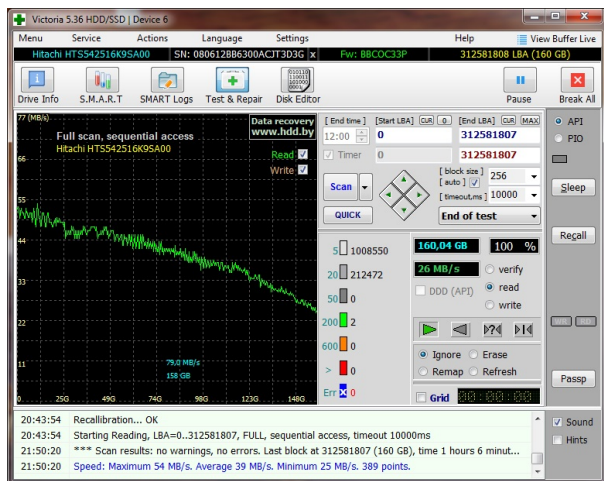 Victoria 5.36 HDD/SSD | Device 6
Menu Service Actions Language Settings Help View Buffer Live
Hitachi HTS542516K9SA00 SN: 080612BB6300ACJT3D3G x Fw: BBCOC33P 312581808 LBA (160 GB)
Drive Info S.M.A.R.T SMART Logs Test & Repair Disk Editor Pause Break All
77 (MB/s)
Full scan, sequential access
Hitachi HTS542516K9SA00
Data recovery
www.hdd.by
Read
Write
66
55
44
33
22
11
79,0 MB/s
158 GB
0 25G 49G 74G 98G 123G 148G
[ End time ] [Start LBA] CUR 0 [End LBA] CUR MAX
12:00 0 312581807
Timer 0 312581807
Scan
QUICK
[ block size ] 256
[ auto ]
[ timeout,ms ] 10000
End of test
5 1008550
20 212472
50 0
200 2
600 0
> 0
Err x 0
160,04 GB 100 %
26 MB/s
verify
DDD (API) read
write
Ignore Erase
Remap Refresh
Grid 00:00:00
API
PIO
Sleep
Recall
Passp
Sound
Hints
20:43:54 Recallibration... OK
20:43:54 Starting Reading, LBA=0..312581807, FULL, sequential access, timeout 10000ms
21:50:20 *** Scan results: no warnings, no errors. Last block at 312581807 (160 GB), time 1 hours 6 minut...
21:50:20 Speed: Maximum 54 MB/s. Average 39 MB/s. Minimum 25 MB/s. 389 points.